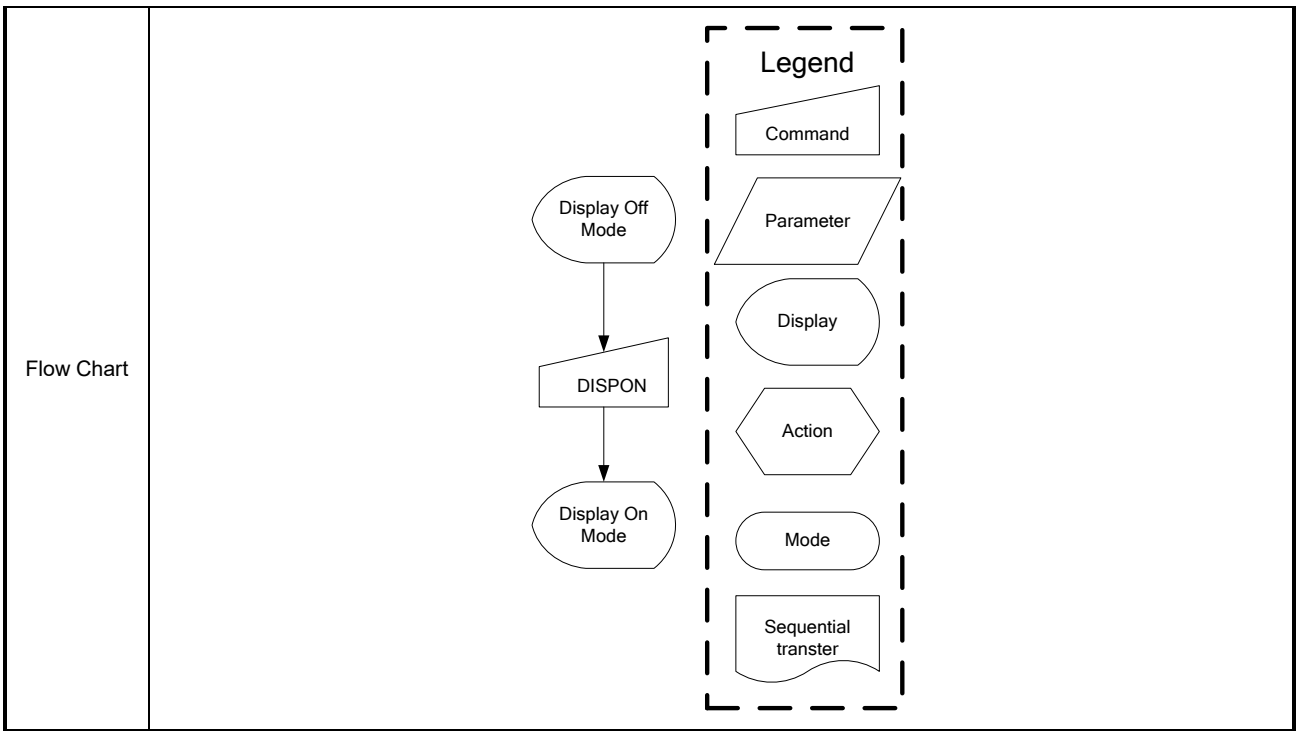 Flow Chart
Display Off
Mode
DISPON
Display On
Mode
Legend
Command
Parameter
Display
Action
Mode
Sequential
transter